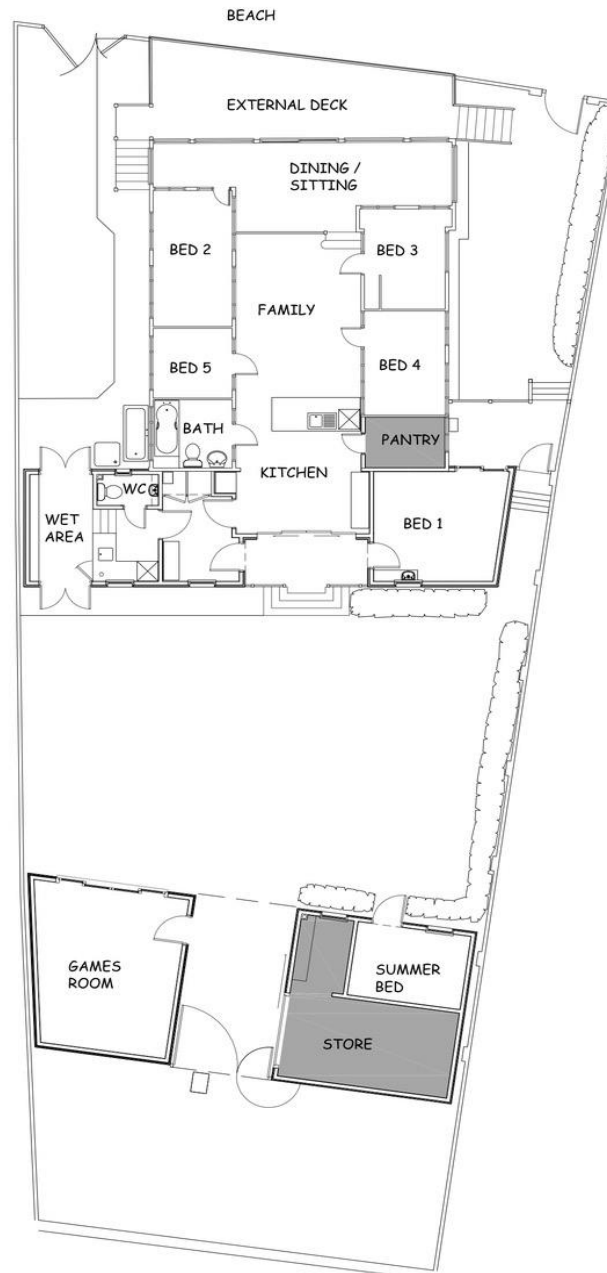 BEACH
EXTERNAL DECK
DINING /
SITTING
BED 2
BED 3
FAMILY
BED 5
BED 4
BATH
PANTRY
KITCHEN
WC
WET
AREA
BED 1
GAMES
ROOM
SUMMER
BED
STORE